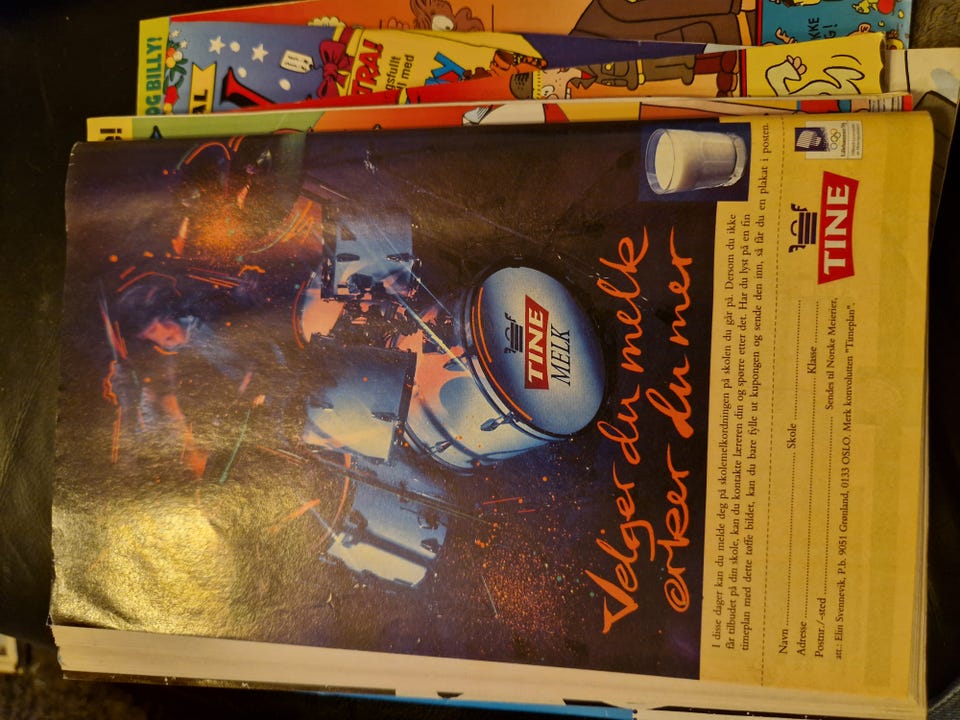 OG BILLY!
TRA!
TINE
MELK
Velger du melk
orker du mer
I disse dager kan du melde deg på skolemelkordningen på skolen du går på. Dersom du ikke
får tilbudet på din skole, kan du kontakte læreren din og spørre etter det. Har du lyst på en fin
timeplan med dette tøffe bildet, kan du bare fylle ut kupongen og sende den inn, så får du en plakat i posten.
Navn ........ Skole ........
Adresse ........ Klasse ........
Postnr./-sted ........ Sendes til Norske Meierier,
att.: Elin Svennevik, P.b. 9051 Grønland, 0133 OSLO. Merk konvolutten "Timeplan".
TINE